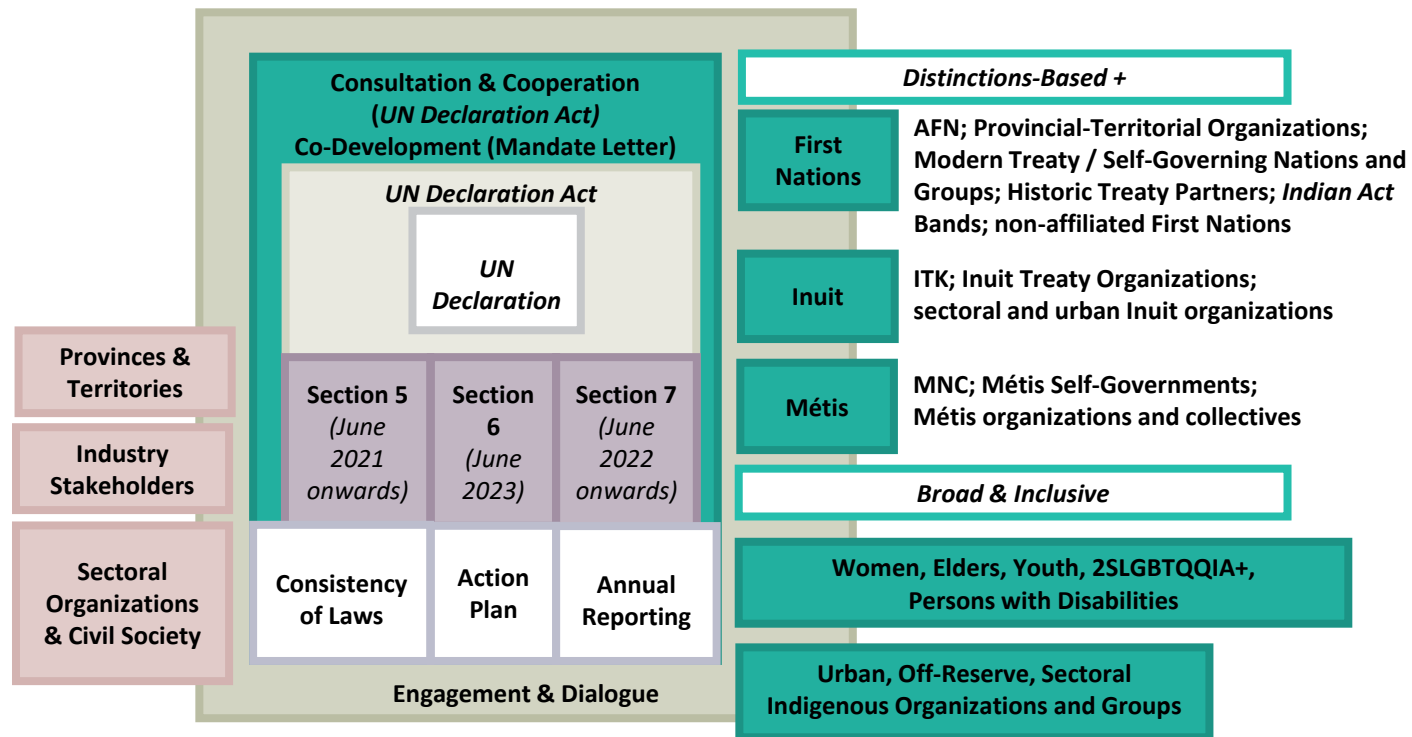 Consultation & Cooperation
(UN Declaration Act)
Co-Development (Mandate Letter)
UN Declaration Act
UN
Declaration
Section 5
(June
2021
onwards)
Section
6
(June
2023)
Section 7
(June
2022
onwards)
Consistency
of Laws
Action
Plan
Annual
Reporting
Engagement & Dialogue
Provinces &
Territories
Industry
Stakeholders
Sectoral
Organizations
& Civil Society
Distinctions-Based +
First
Nations
AFN; Provincial-Territorial Organizations;
Modern Treaty / Self-Governing Nations and
Groups; Historic Treaty Partners; Indian Act
Bands; non-affiliated First Nations
Inuit
ITK; Inuit Treaty Organizations;
sectoral and urban Inuit organizations
Métis
MNC; Métis Self-Governments;
Métis organizations and collectives
Broad & Inclusive
Women, Elders, Youth, 2SLGBTQQIA+,
Persons with Disabilities
Urban, Off-Reserve, Sectoral
Indigenous Organizations and Groups